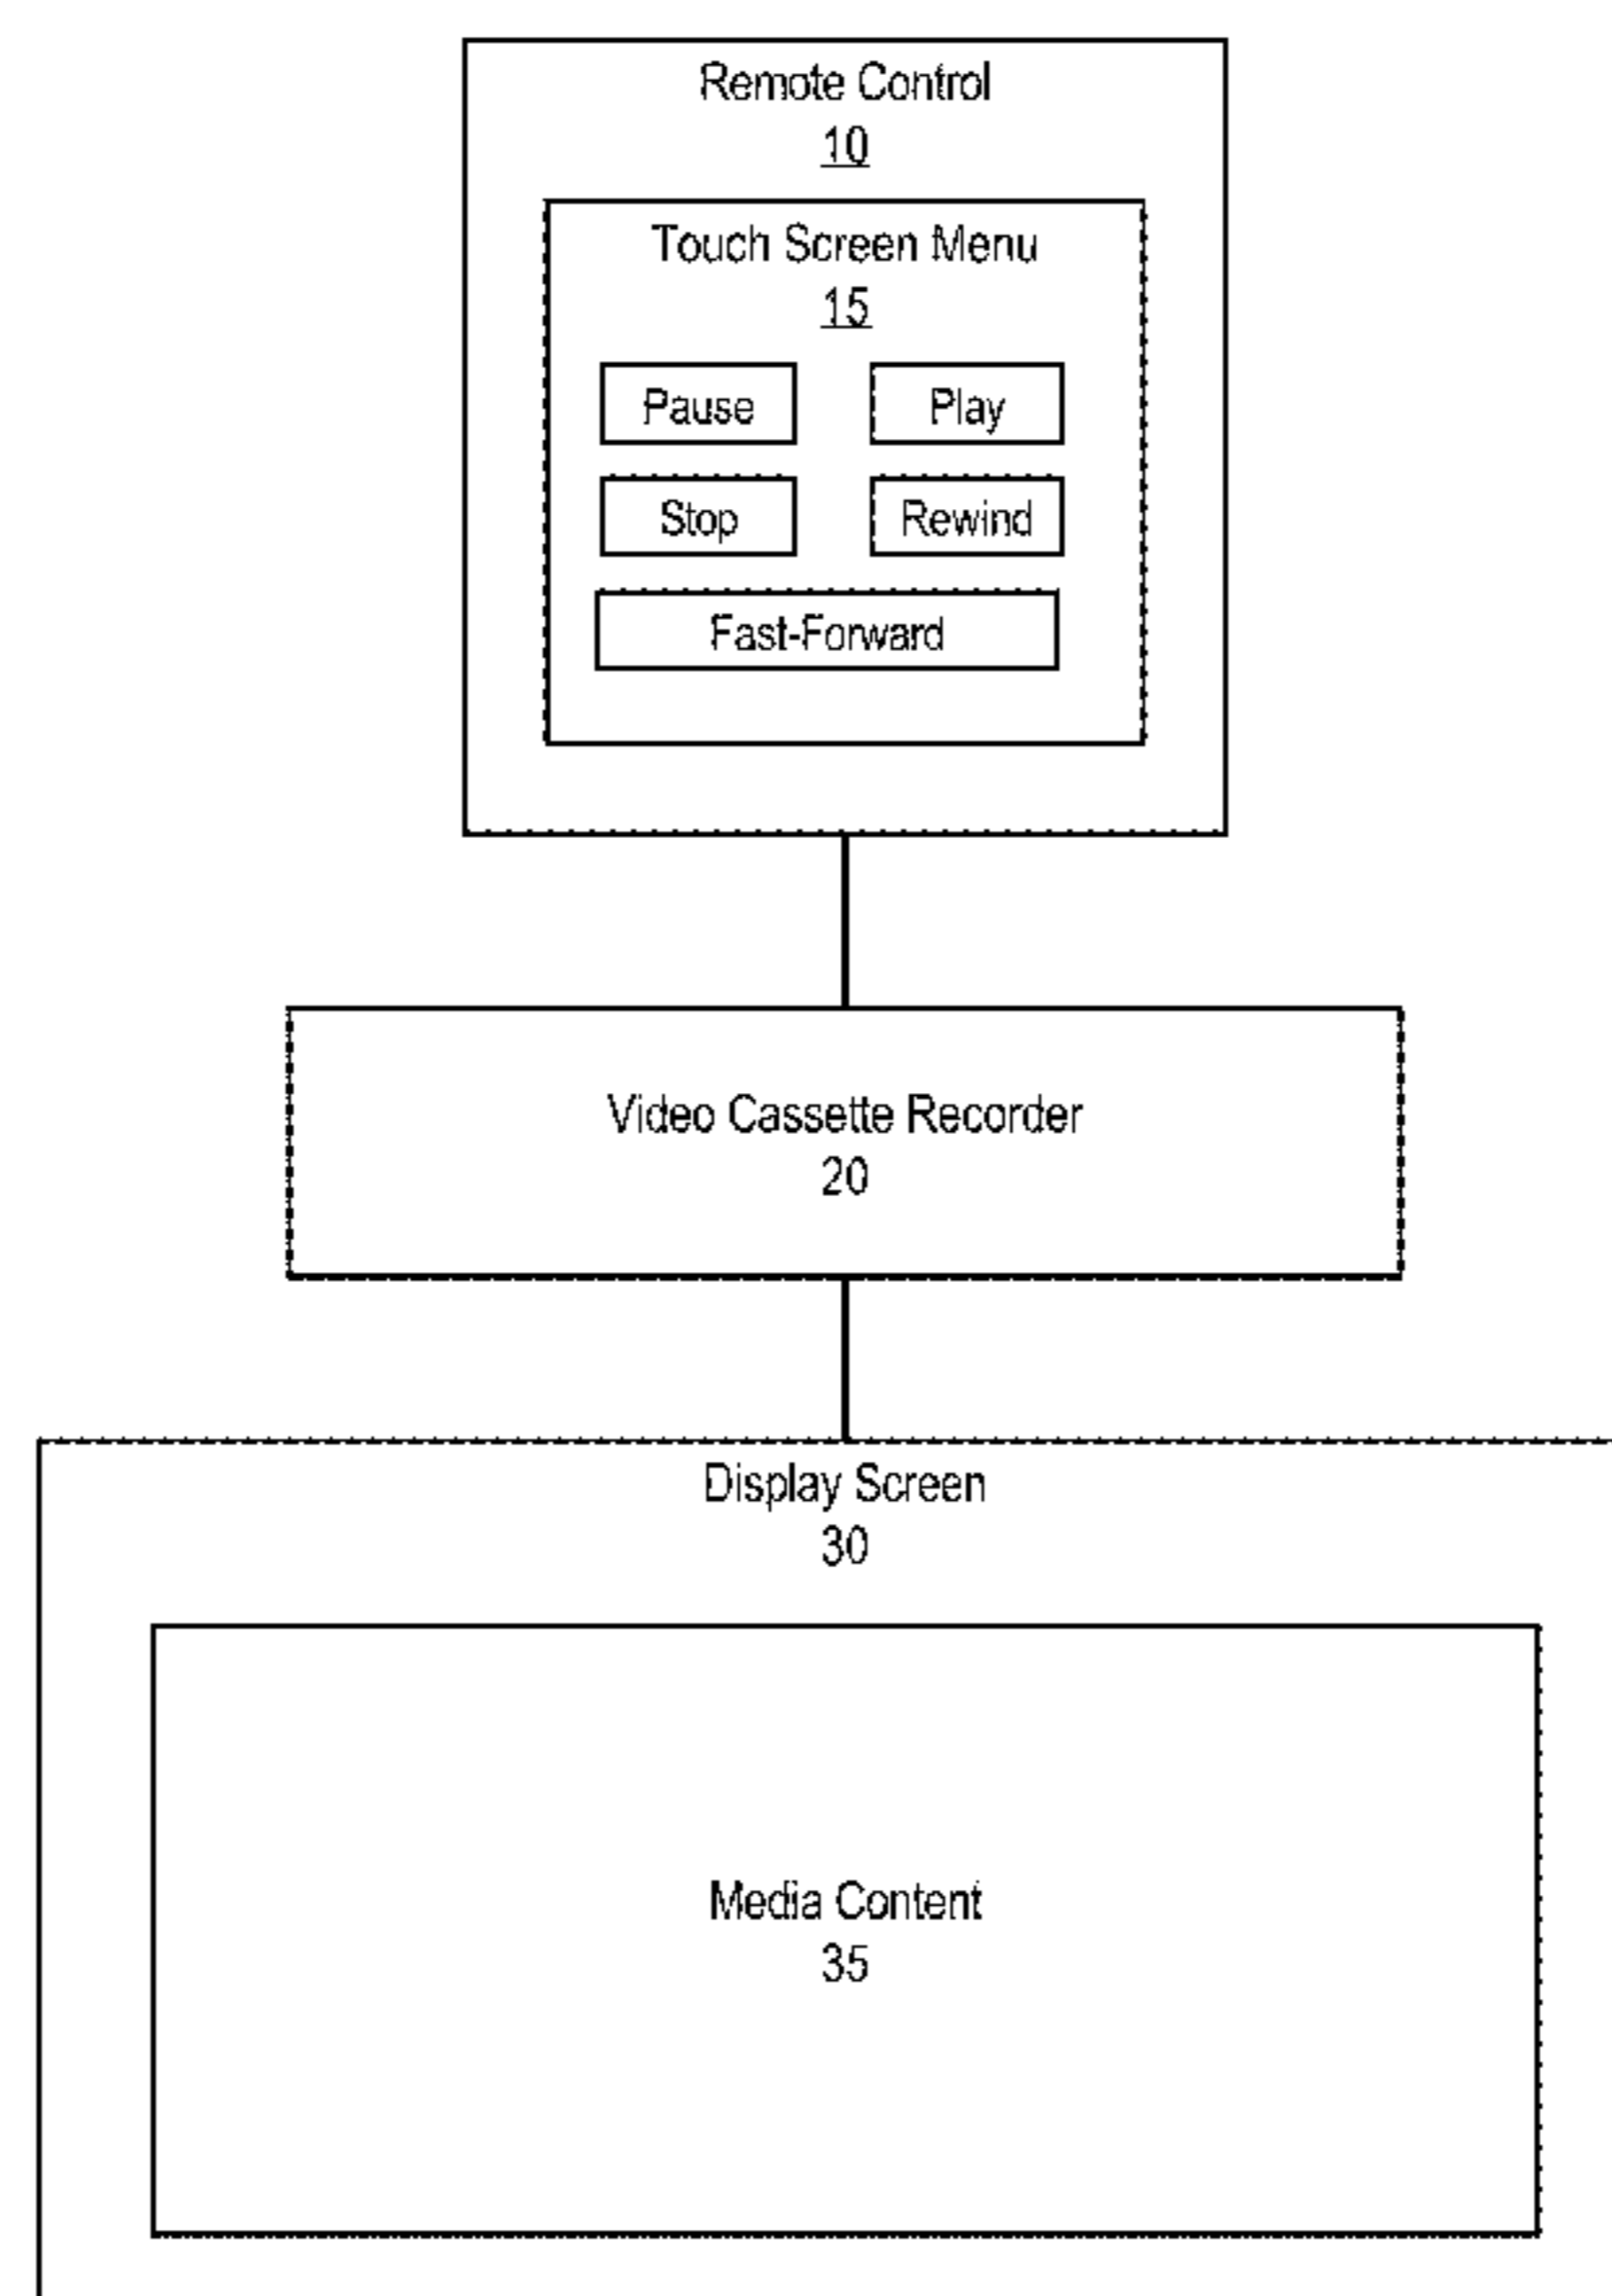 Remote Control
10
Touch Screen Menu
15
Pause Play
Stop Rewind
Fast-Forward
Video Cassette Recorder
20
Display Screen
30
Media Content
35